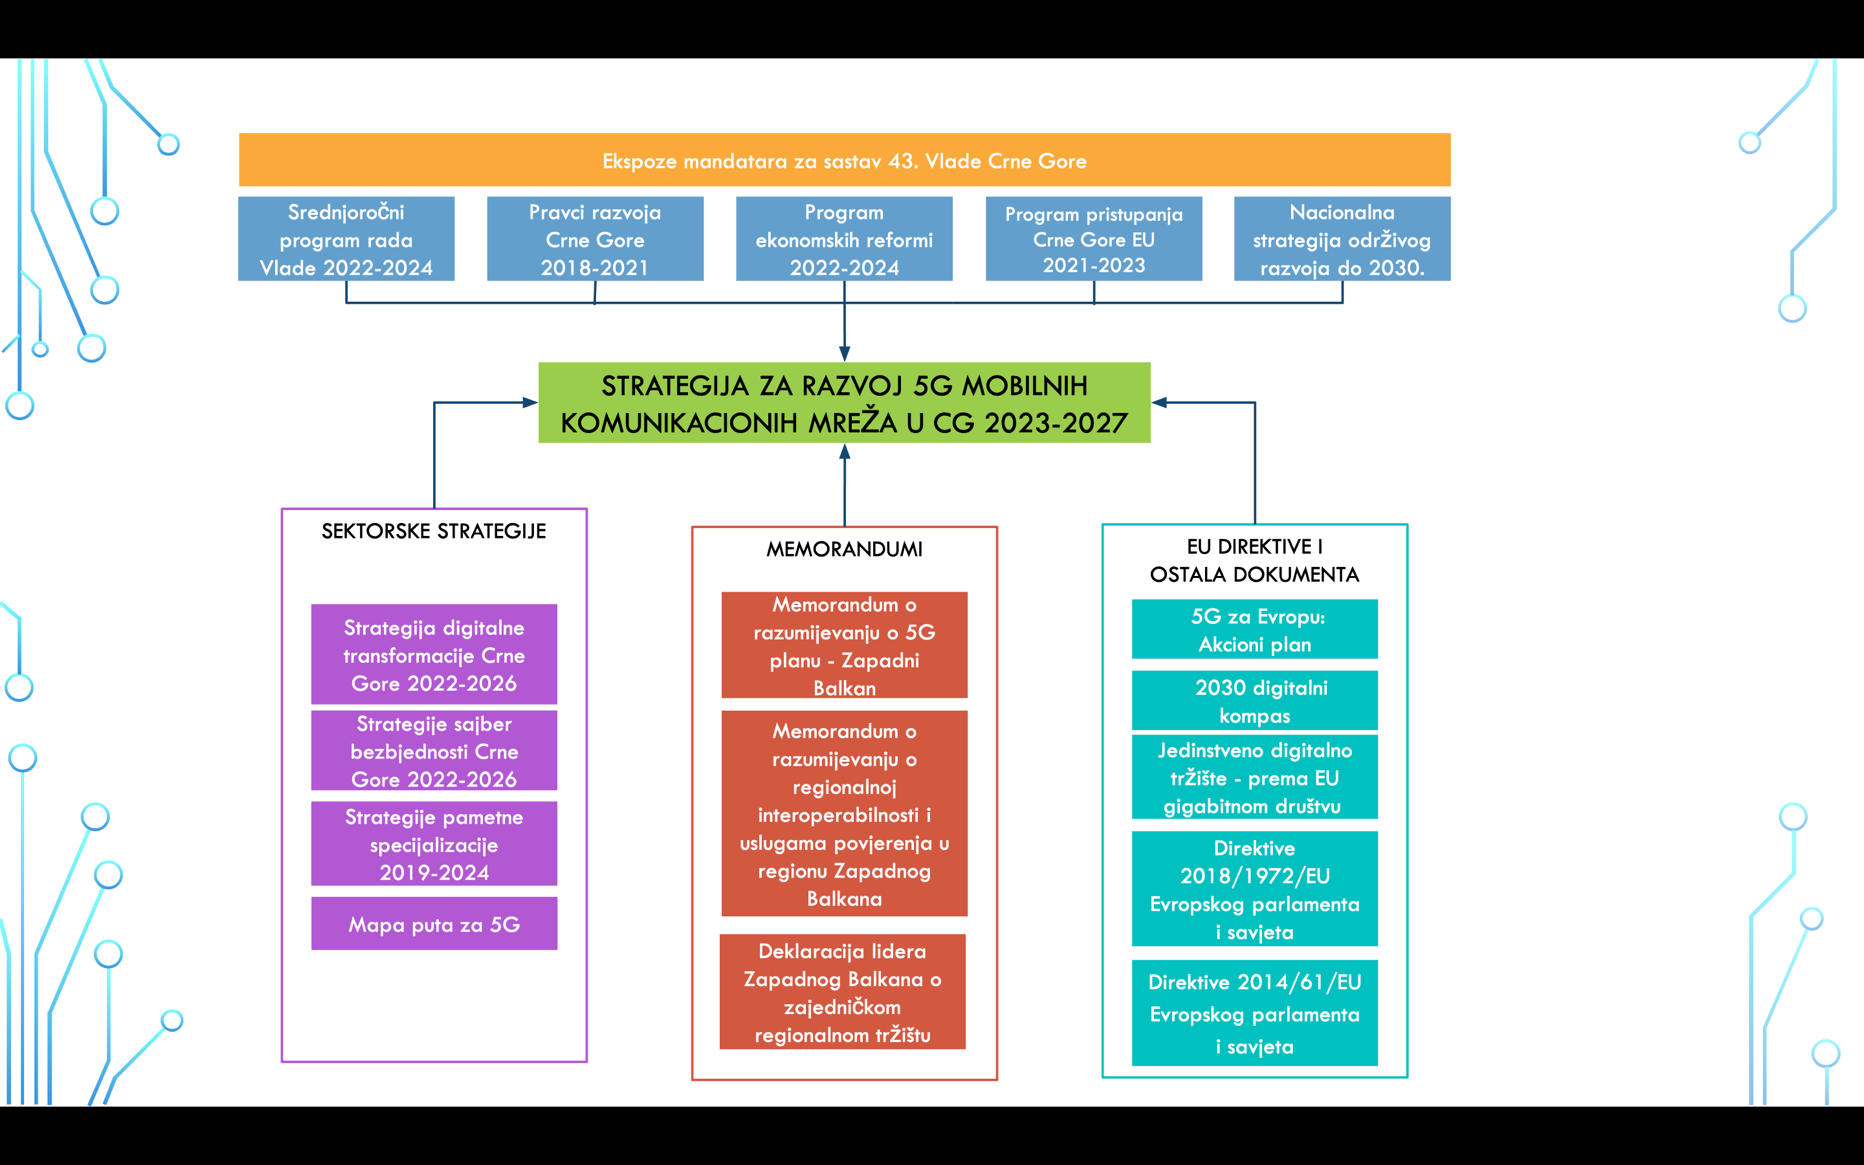 Ekspoze mandatara za sastav 43. Vlade Crne Gore
Srednjoročni
program rada
Vlade 2022-2024
Pravci razvoja
Crne Gore
2018-2021
Program
ekonomskih reformi
2022-2024
Program pristupanja
Crne Gore EU
2021-2023
Nacionalna
strategija održivog
razvoja do 2030.
STRATEGIJA ZA RAZVOJ 5G MOBILNIH
KOMUNIKACIONIH MREŽA U CG 2023-2027
SEKTORSKE STRATEGIJE
Strategija digitalne
transformacije Crne
Gore 2022-2026
Strategije sajber
bezbjednosti Crne
Gore 2022-2026
Strategije pametne
specijalizacije
2019-2024
Mapa puta za 5G
MEMORANDUMI
Memorandum o
razumijevanju o 5G
planu - Zapadni
Balkan
Memorandum o
razumijevanju o
regionalnoj
interoperabilnosti i
uslugama povjerenja u
regionu Zapadnog
Balkana
Deklaracija lidera
Zapadnog Balkana o
zajedničkom
regionalnom tržištu
EU DIREKTIVE I
OSTALA DOKUMENTA
5G za Evropu:
Akcioni plan
2030 digitalni
kompas
Jedinstveno digitalno
tržište - prema EU
gigabitnom društvu
Direktive
2018/1972/EU
Evropskog parlamenta
i savjeta
Direktive 2014/61/EU
Evropskog parlamenta
i savjeta